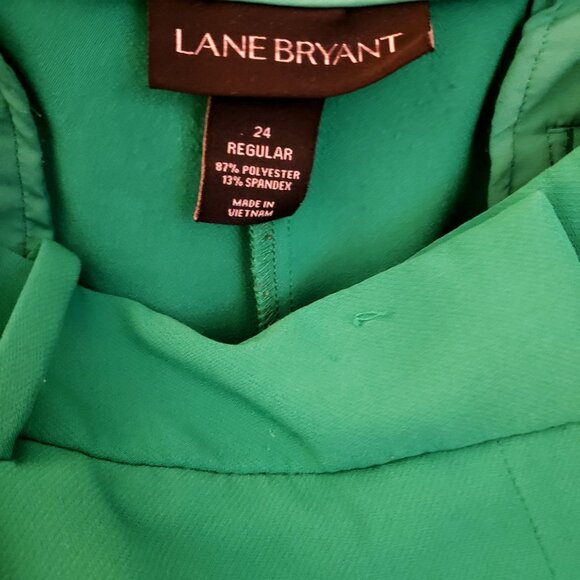 LANE BRYANT
24
REGULAR
87% POLYESTER
13% SPANDEX
MADE IN
VIETNAM